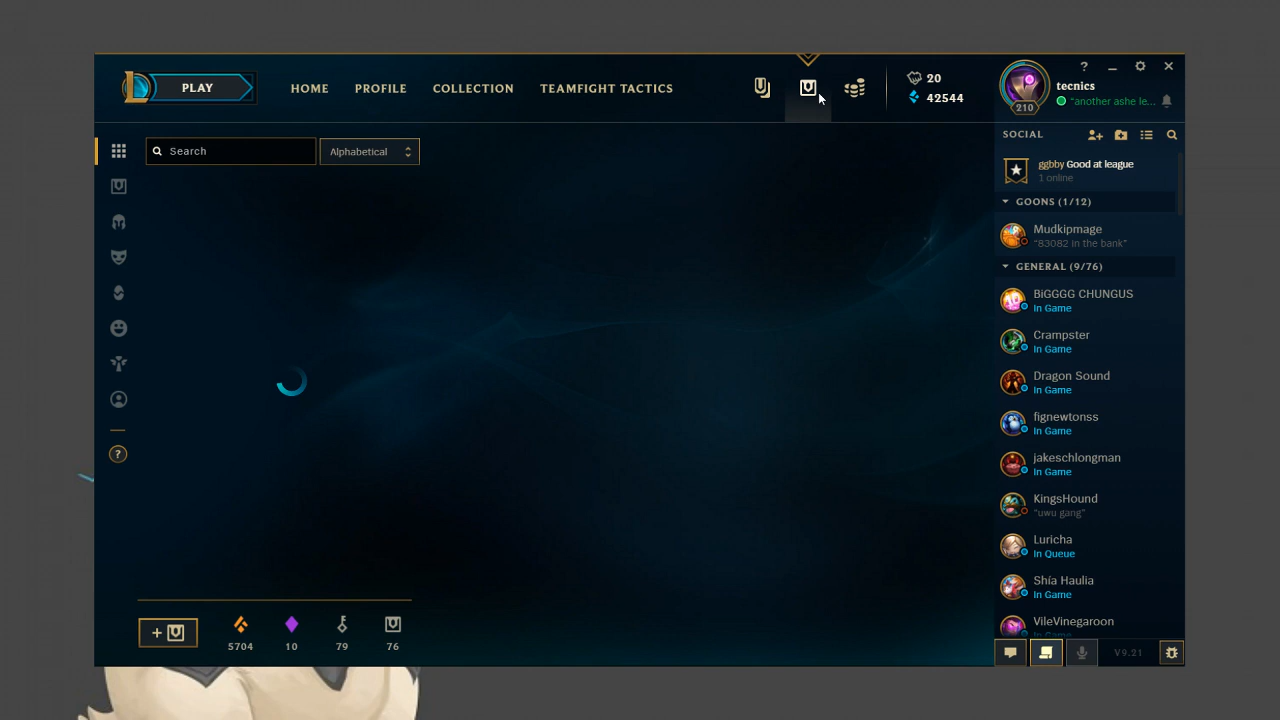 PLAY
HOME
PROFILE
COLLECTION
TEAMFIGHT TACTICS
20
42544
210
?
tecnics
"another ashe le...
Search
Alphabetical
SOCIAL
ggbby Good at league
1 online
GOONS (1/12)
Mudkipmage
"83082 in the bank"
GENERAL (9/76)
BiGGGG CHUNGUS
In Game
Crampster
In Game
Dragon Sound
In Game
fignewtonss
In Game
jakeschlongman
In Game
KingsHound
"uwu gang"
Luricha
In Queue
Shía Haulia
In Game
VileVinegaroon
In Game
?
+
5704
10
79
76
V9.21